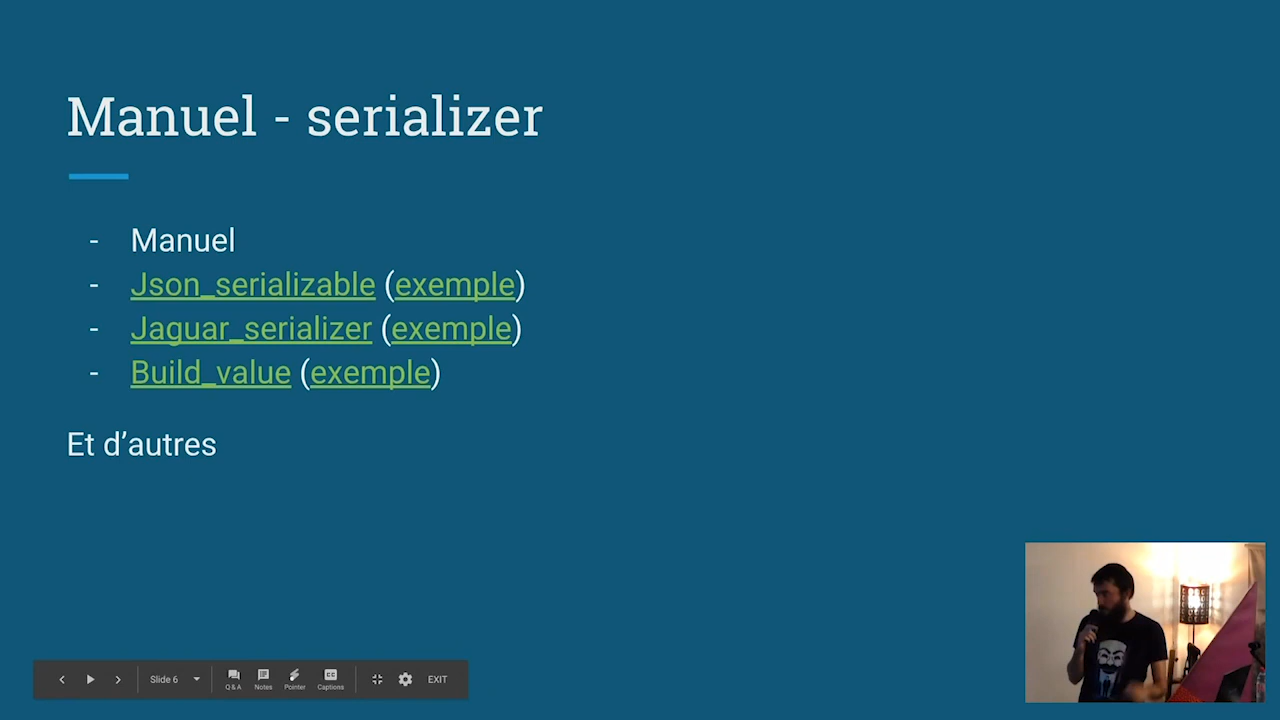 Manuel - serializer
- Manuel
- Json_serializable (exemple)
- Jaguar_serializer (exemple)
- Build_value (exemple)
Et d’autres
Slide 6
Q & A
Notes
Pointer
Captions
EXIT